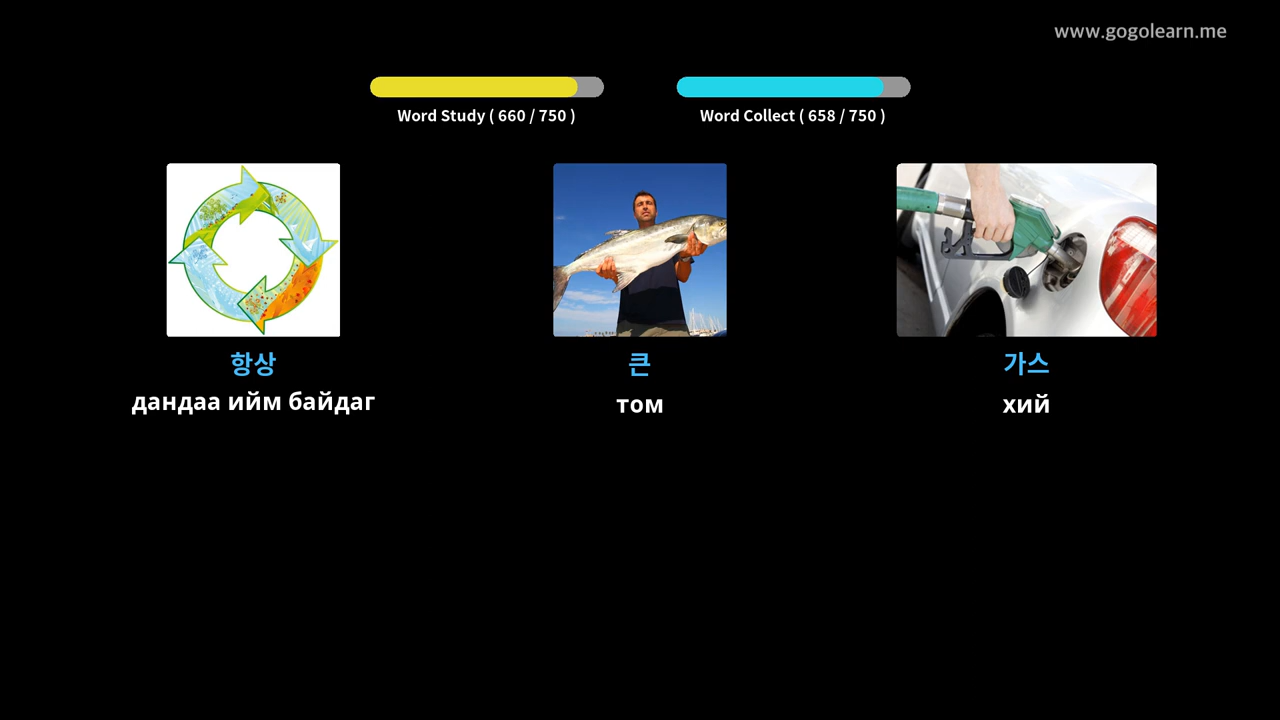 www.gogolearn.me
Word Study ( 660 / 750 )
Word Collect ( 658 / 750 )
항상
큰
가스
дандаа ийм байдаг
том
хий